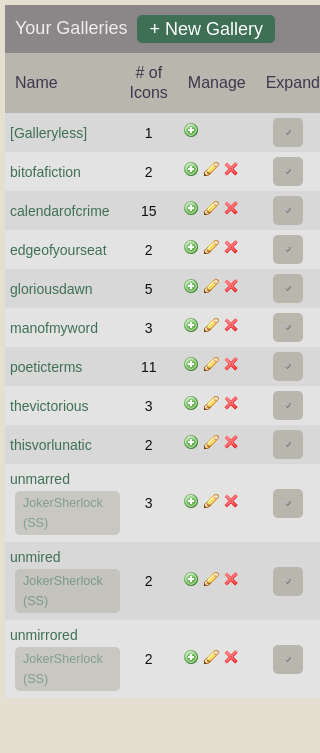 Your Galleries + New Gallery
Name # of Icons Manage Expand
[Galleryless] 1
bitofafiction 2
calendarofcrime 15
edgeofyourseat 2
gloriousdawn 5
manofmyword 3
poeticterms 11
thevictorious 3
thisvorlunatic 2
unmarred
JokerSherlock
(SS)
3
unmired
JokerSherlock
(SS)
2
unmirrored
JokerSherlock
(SS)
2